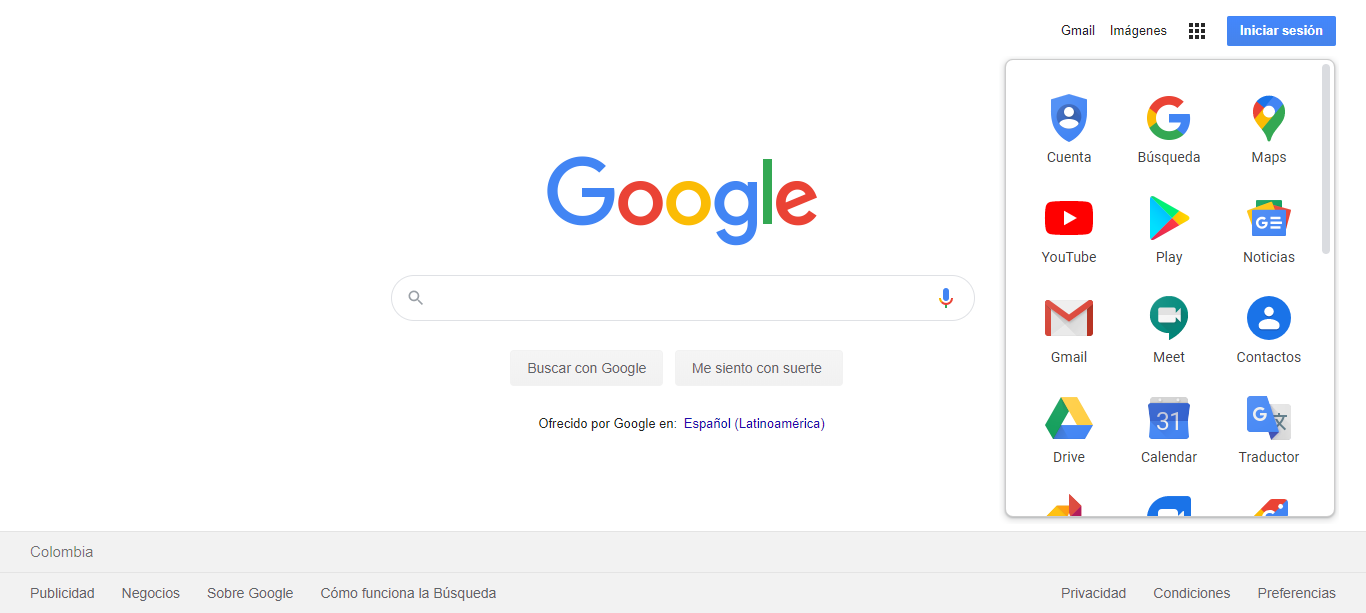 Gmail Imágenes Iniciar sesión
Cuenta Búsqueda Maps
Google
YouTube Play G Noticias
Gmail Meet Contactos
Buscar con Google Me siento con suerte
Ofrecido por Google en: Español (Latinoamérica)
31 G 文
Drive Calendar Traductor
Colombia
Publicidad Negocios Sobre Google Cómo funciona la Búsqueda Privacidad Condiciones Preferencias